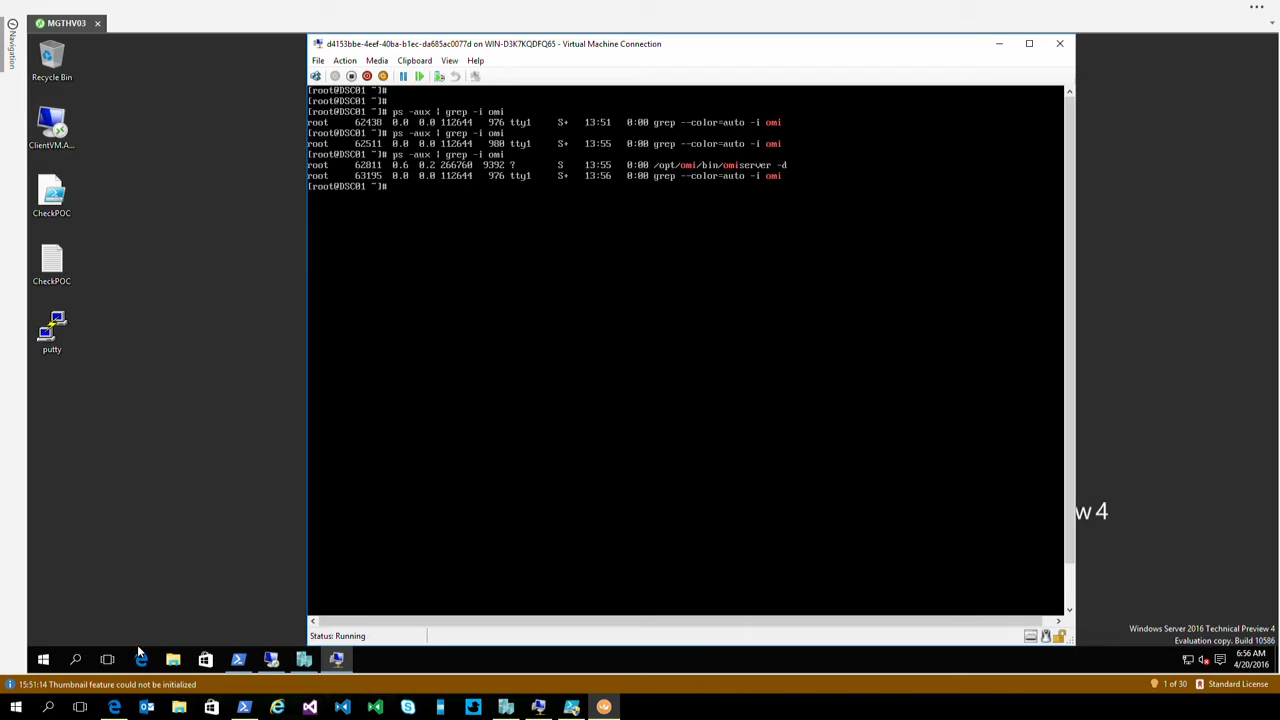 MGTHV03
Navigation
Recycle Bin
ClientVM.A...
CheckPOC
CheckPOC
putty
d4153bbe-4eef-40ba-b1ec-da685ac0077d on WIN-D3K7KQDFQ65 - Virtual Machine Connection
File Action Media Clipboard View Help
[root@DSC01 ~]#
[root@DSC01 ~]#
[root@DSC01 ~]# ps -aux | grep -i omi
root 62438 0.0 0.0 112644 976 tty1 S+ 13:51 0:00 grep --color=auto -i omi
[root@DSC01 ~]# ps -aux | grep -i omi
root 62511 0.0 0.0 112644 980 tty1 S+ 13:55 0:00 grep --color=auto -i omi
[root@DSC01 ~]# ps -aux | grep -i omi
root 62811 0.6 0.2 266760 9392 ? S 13:55 0:00 /opt/omi/bin/omiserver -d
root 63195 0.0 0.0 112644 976 tty1 S+ 13:56 0:00 grep --color=auto -i omi
[root@DSC01 ~]#
w 4
Status: Running
Windows Server 2016 Technical Preview 4
Evaluation copy. Build 10586
6:56 AM
4/20/2016
15:51:14 Thumbnail feature could not be initialized
1 of 30
Standard License